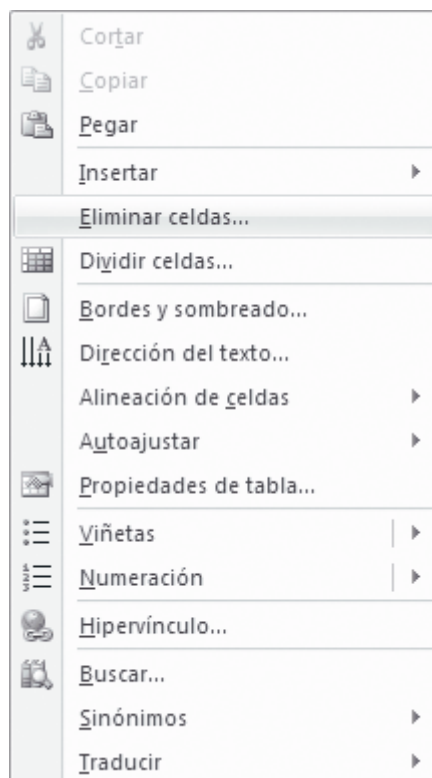 Cortar
Copiar
Pegar
Insertar
Eliminar celdas...
Dividir celdas...
Bordes y sombreado...
Dirección del texto...
Alineación de celdas
Autoajustar
Propiedades de tabla...
Viñetas
Numeración
Hipervínculo...
Buscar...
Sinónimos
Traducir